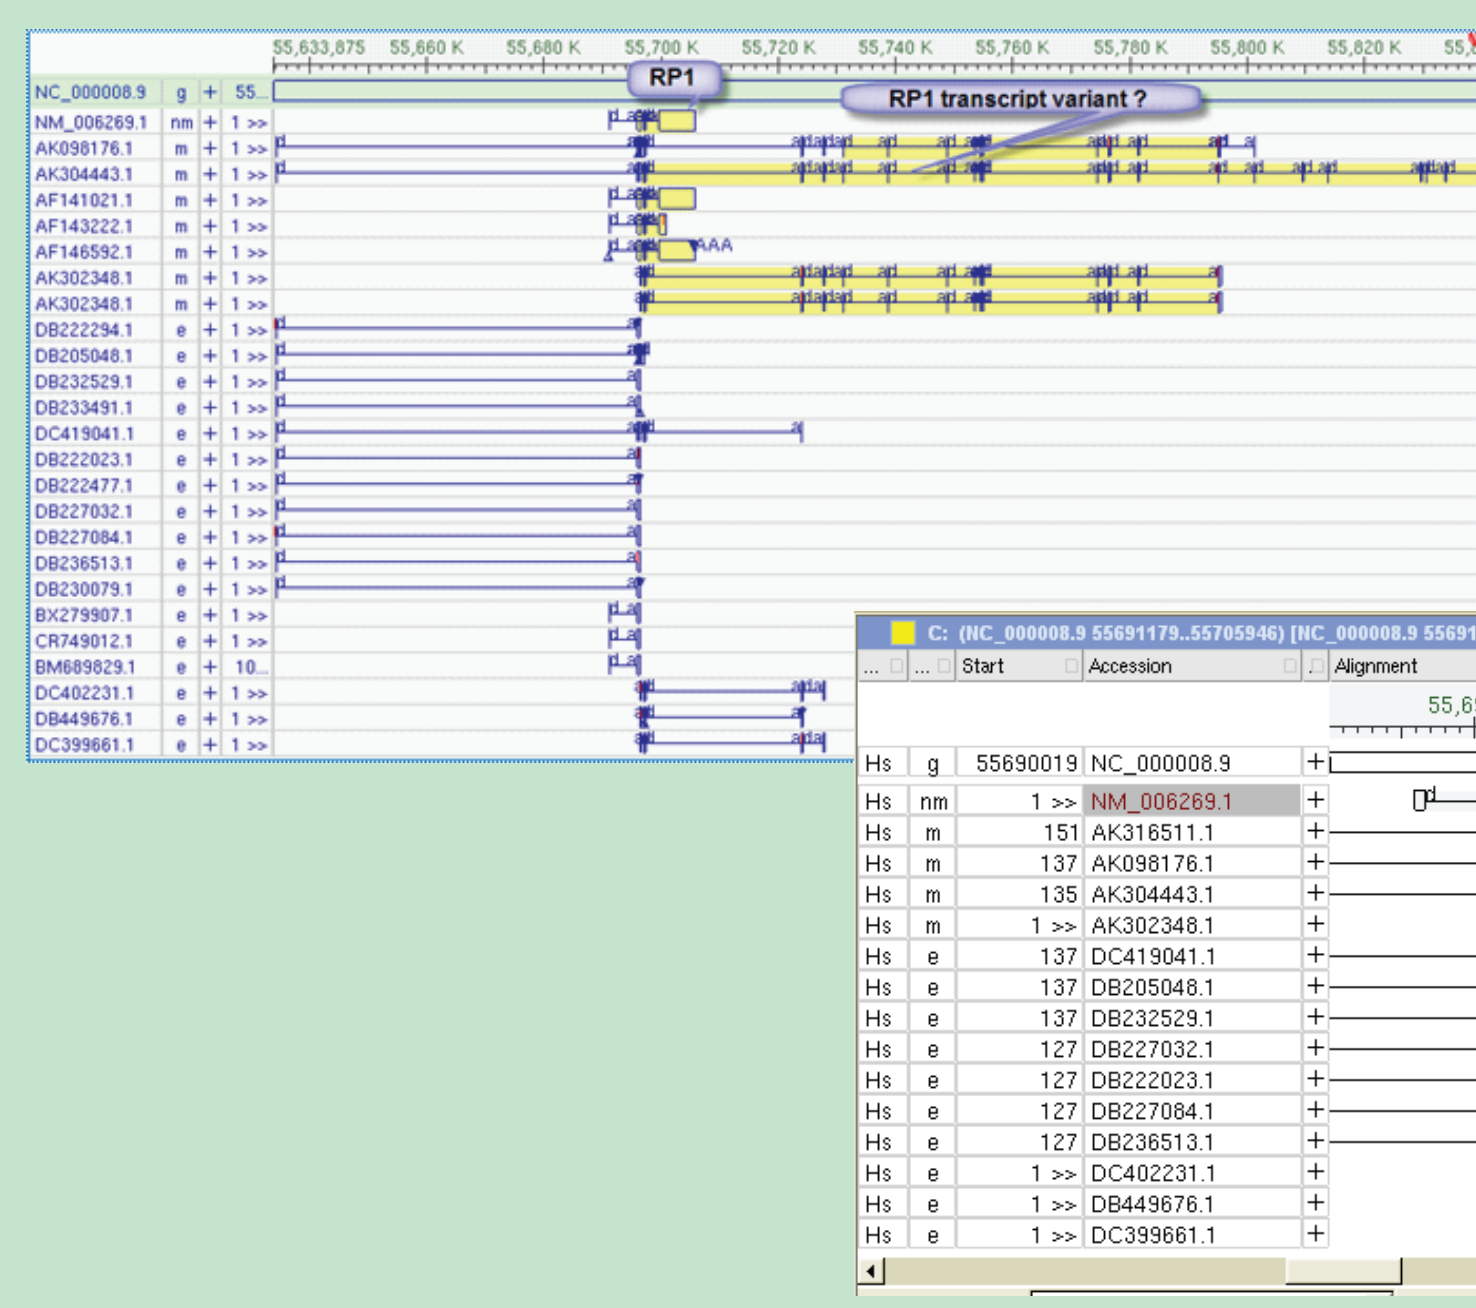 55,633,875 55,660 K 55,680 K 55,700 K 55,720 K 55,740 K 55,760 K 55,780 K 55,800 K 55,820 K
RP1
RP1 transcript variant ?
NC_000008.9 g + 55...
NM_006269.1 nm + 1 >>
AK098176.1 m + 1 >>
AK304443.1 m + 1 >>
AF141021.1 m + 1 >>
AF143222.1 m + 1 >>
AF146592.1 m + 1 >> AAA
AK302348.1 m + 1 >>
AK302348.1 m + 1 >>
DB222294.1 e + 1 >>
DB205048.1 e + 1 >>
DB232529.1 e + 1 >>
DB233491.1 e + 1 >>
DC419041.1 e + 1 >>
DB222023.1 e + 1 >>
DB222477.1 e + 1 >>
DB227032.1 e + 1 >>
DB227084.1 e + 1 >>
DB236513.1 e + 1 >>
DB230079.1 e + 1 >>
BX279907.1 e + 1 >>
CR749012.1 e + 1 >>
BM689829.1 e + 10...
DC402231.1 e + 1 >>
DB449676.1 e + 1 >>
DC399661.1 e + 1 >>
C: (NC_000008.9 55691179..55705946) [NC_000008.9 55691
... ... Start Accession . Alignment
55,69
Hs g 55690019 NC_000008.9 +
Hs nm 1 >> NM_006269.1 +
Hs m 151 AK316511.1 +
Hs m 137 AK098176.1 +
Hs m 135 AK304443.1 +
Hs m 1 >> AK302348.1 +
Hs e 137 DC419041.1 +
Hs e 137 DB205048.1 +
Hs e 137 DB232529.1 +
Hs e 127 DB227032.1 +
Hs e 127 DB222023.1 +
Hs e 127 DB227084.1 +
Hs e 127 DB236513.1 +
Hs e 1 >> DC402231.1 +
Hs e 1 >> DB449676.1 +
Hs e 1 >> DC399661.1 +